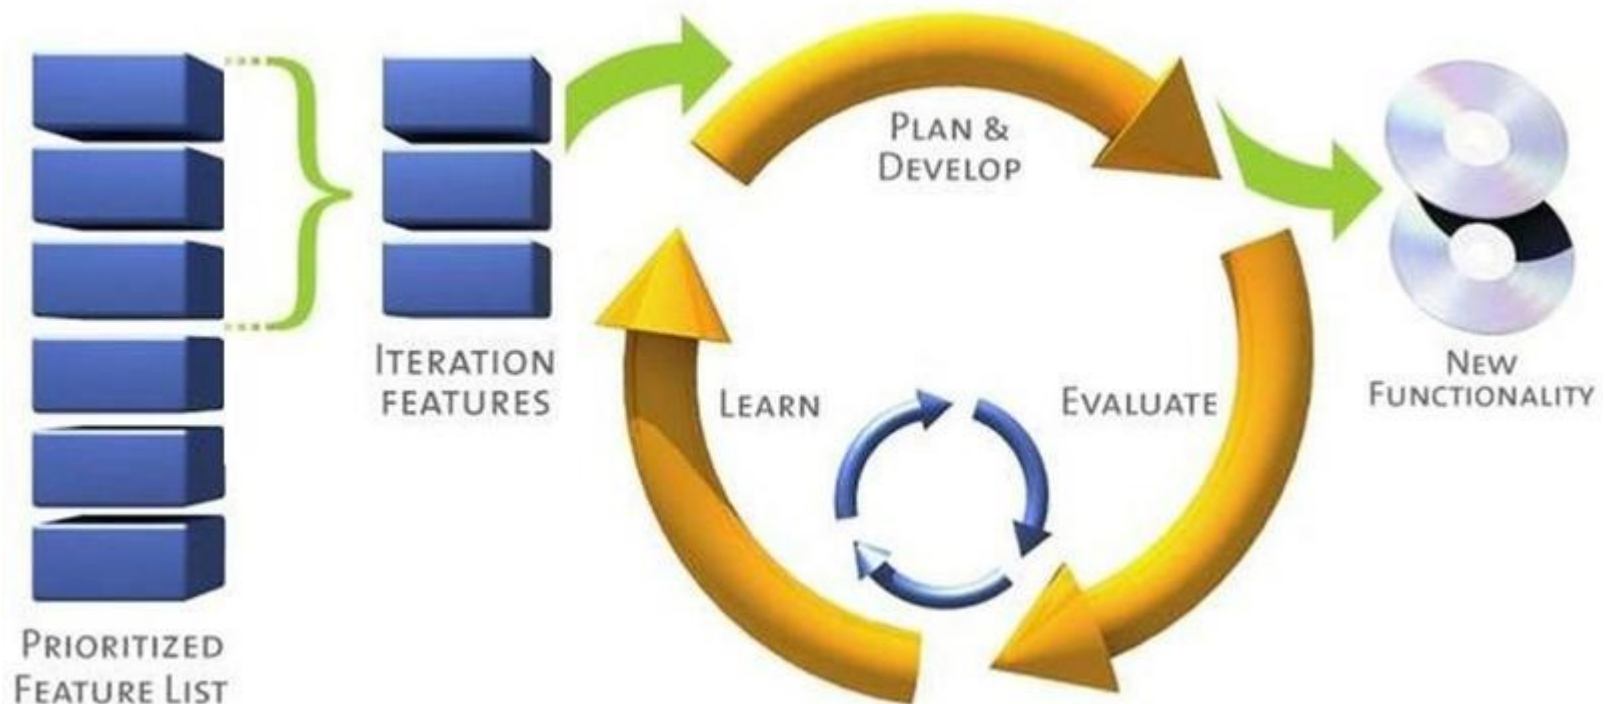 PLAN &
DEVELOP
ITERATION
FEATURES
LEARN
EVALUATE
NEW
FUNCTIONALITY
PRIORITIZED
FEATURE LIST